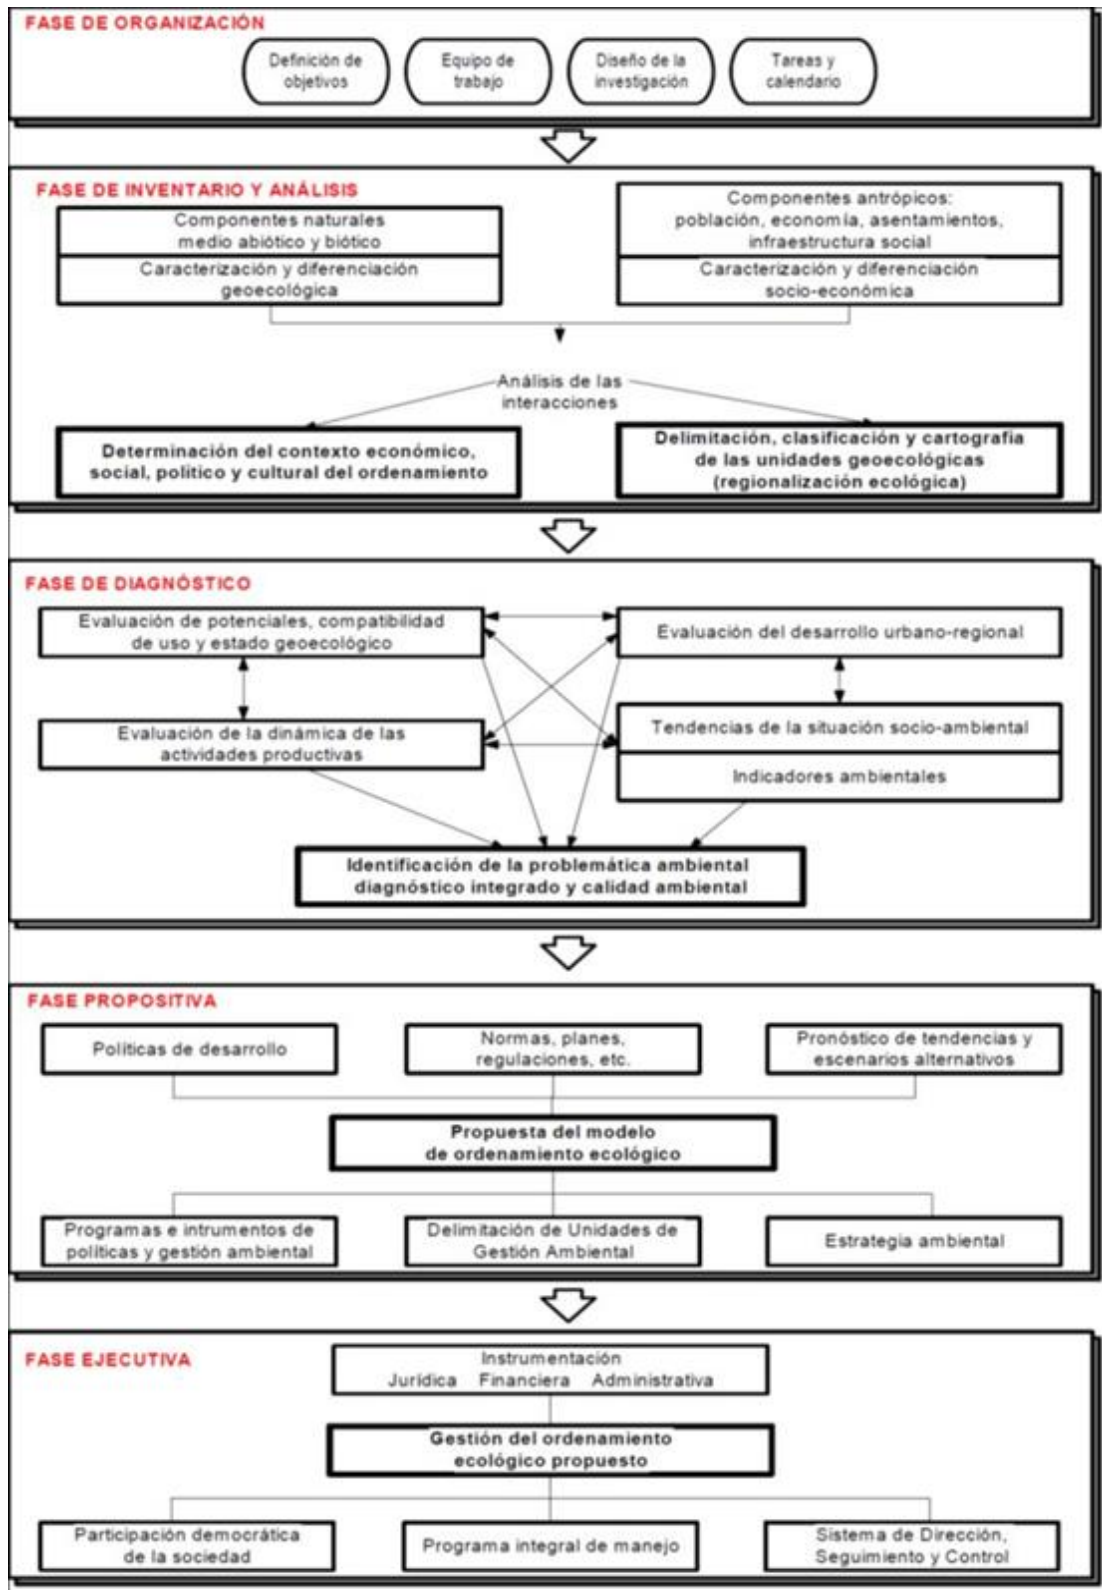 FASE DE ORGANIZACIÓN
Definición de
objetivos
Equipo de
trabajo
Diseño de la
investigación
Tareas y
calendario
FASE DE INVENTARIO Y ANÁLISIS
Componentes naturales
medio abiótico y biótico
Caracterización y diferenciación
geoecológica
Componentes antrópicos:
población, economía, asentamientos,
infraestructura social
Caracterización y diferenciación
socio-económica
Análisis de las
interacciones
Determinación del contexto económico,
social, político y cultural del ordenamiento
Delimitación, clasificación y cartografía
de las unidades geoecológicas
(regionalización ecológica)
FASE DE DIAGNÓSTICO
Evaluación de potenciales, compatibilidad
de uso y estado geoecológico
Evaluación del desarrollo urbano-regional
Evaluación de la dinámica de las
actividades productivas
Tendencias de la situación socio-ambiental
Indicadores ambientales
Identificación de la problemática ambiental
diagnóstico integrado y calidad ambiental
FASE PROPOSITIVA
Políticas de desarrollo
Normas, planes,
regulaciones, etc.
Pronóstico de tendencias y
escenarios alternativos
Propuesta del modelo
de ordenamiento ecológico
Programas e intrumentos de
políticas y gestión ambiental
Delimitación de Unidades de
Gestión Ambiental
Estrategia ambiental
FASE EJECUTIVA
Instrumentación
Jurídica Financiera Administrativa
Gestión del ordenamiento
ecológico propuesto
Participación democrática
de la sociedad
Programa integral de manejo
Sistema de Dirección,
Seguimiento y Control